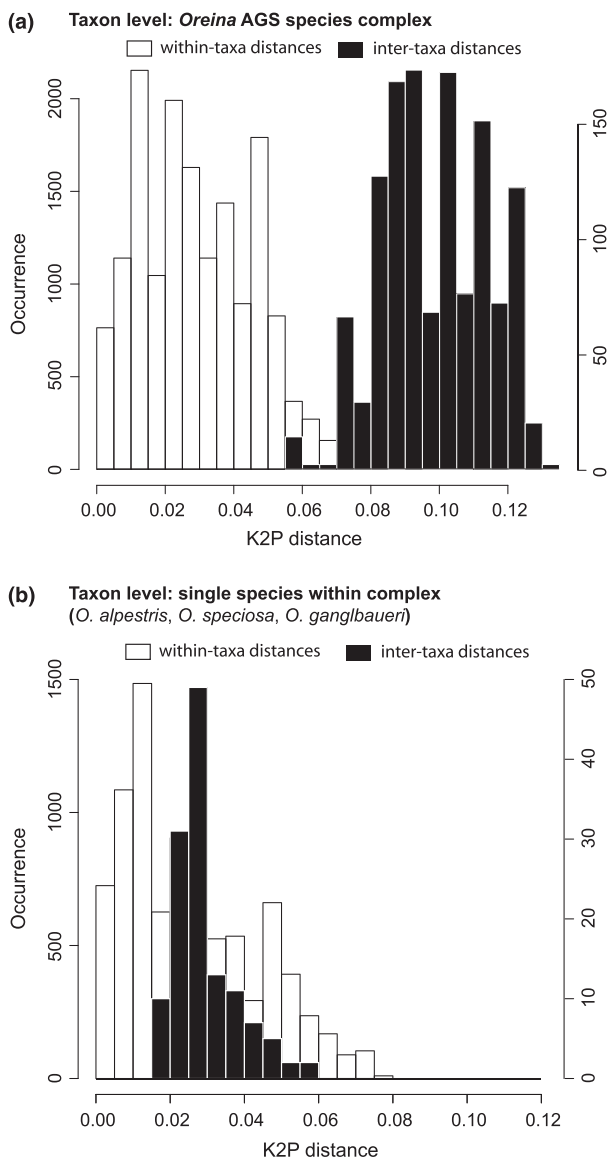 (a) Taxon level: Oreina AGS species complex
within-taxa distances inter-taxa distances
Occurrence
0 500 1000 1500 2000
0 50 100 150
0.00 0.02 0.04 0.06 0.08 0.10 0.12
K2P distance
(b) Taxon level: single species within complex
(O. alpestris, O. speciosa, O. ganglbaueri)
within-taxa distances inter-taxa distances
Occurrence
0 500 1000 1500
0 10 20 30 40 50
0.00 0.02 0.04 0.06 0.08 0.10 0.12
K2P distance